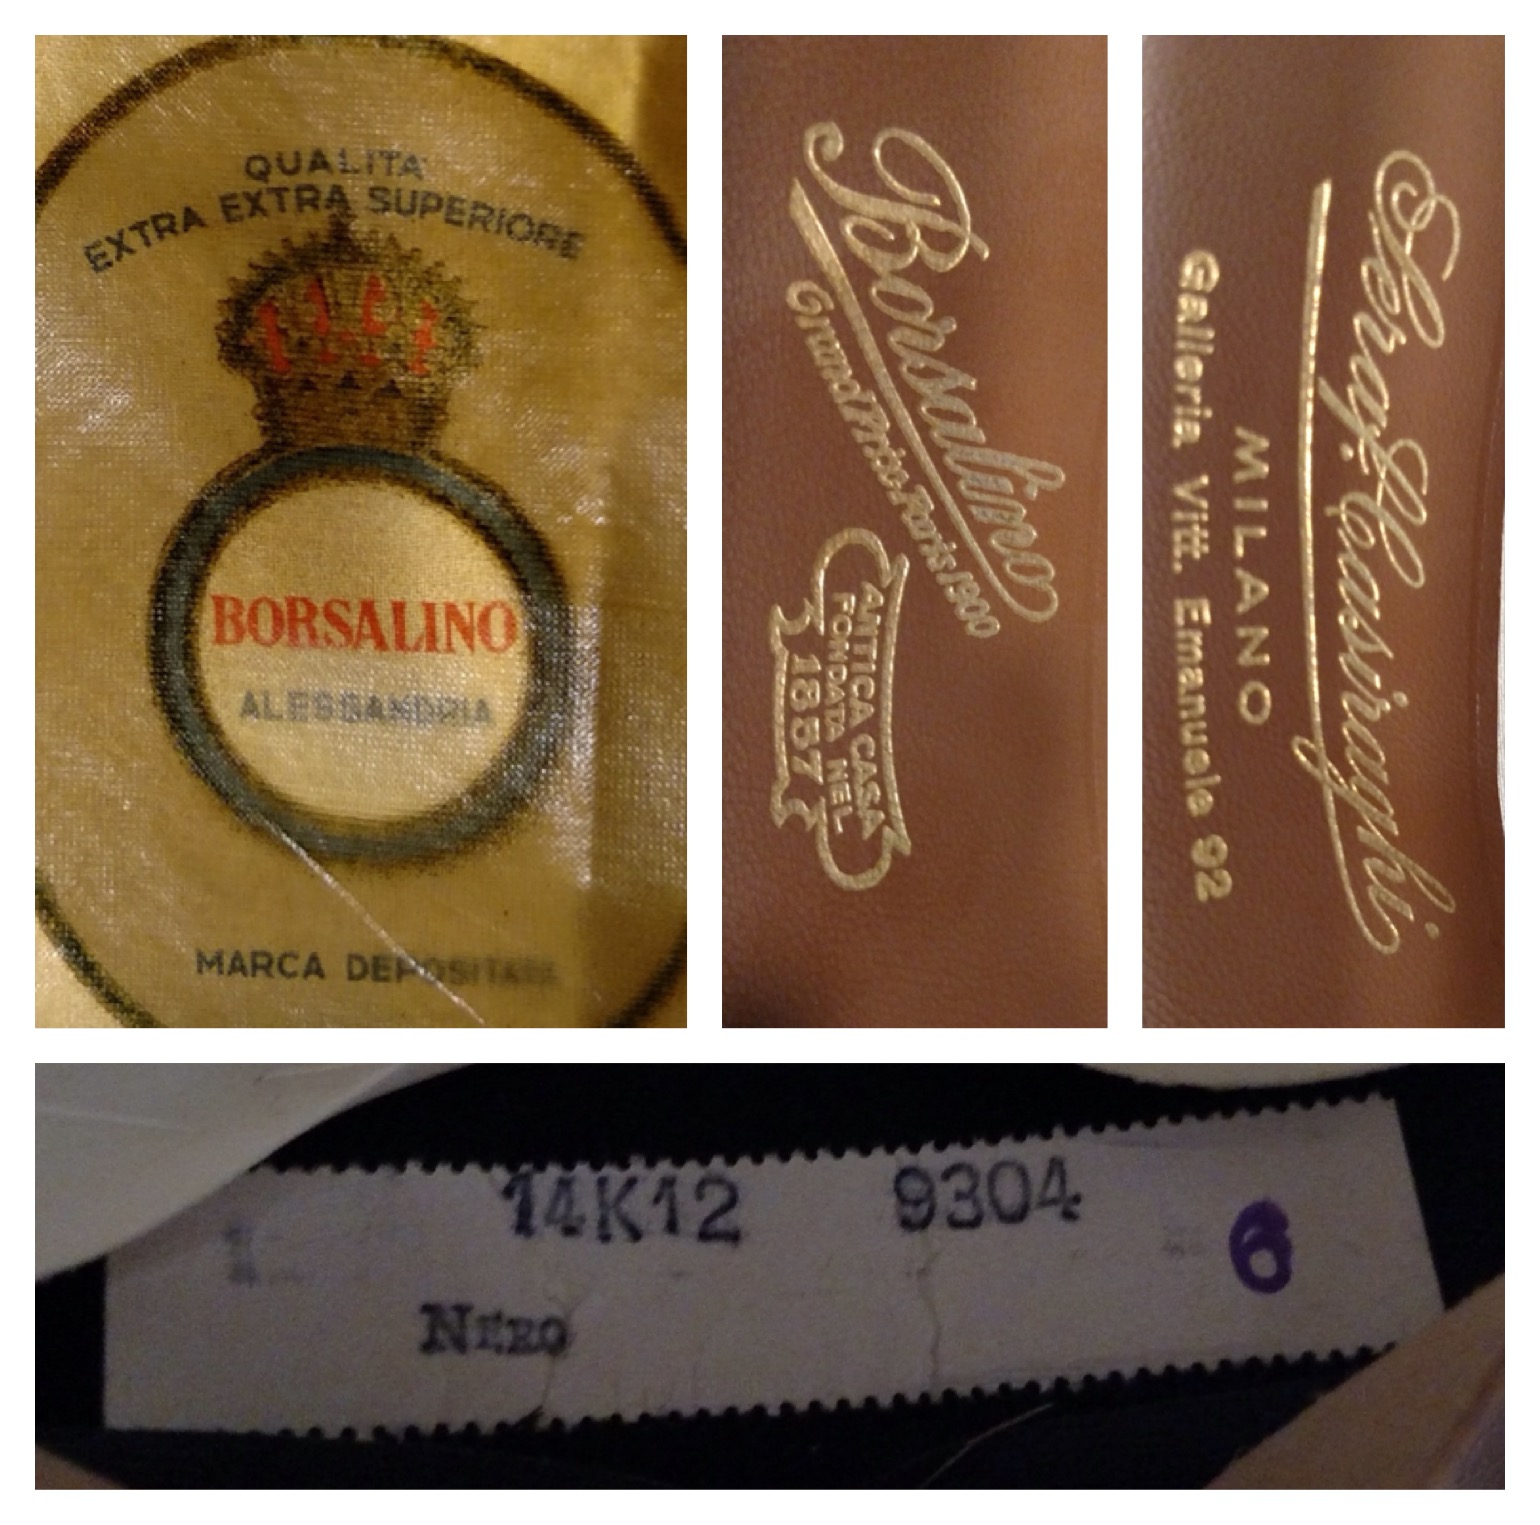 QUALITA'
EXTRA EXTRA SUPERIORE
BORSALINO
ALESSANDRIA
MARCA DEPOSITATA
Borsalino
Grand Prix Paris 1900
ANTICA CASA
FONDATA NEL
1857
Casiraghi
MILANO
Galleria Vitt. Emanuele 92
14K12 9304
6
NERO